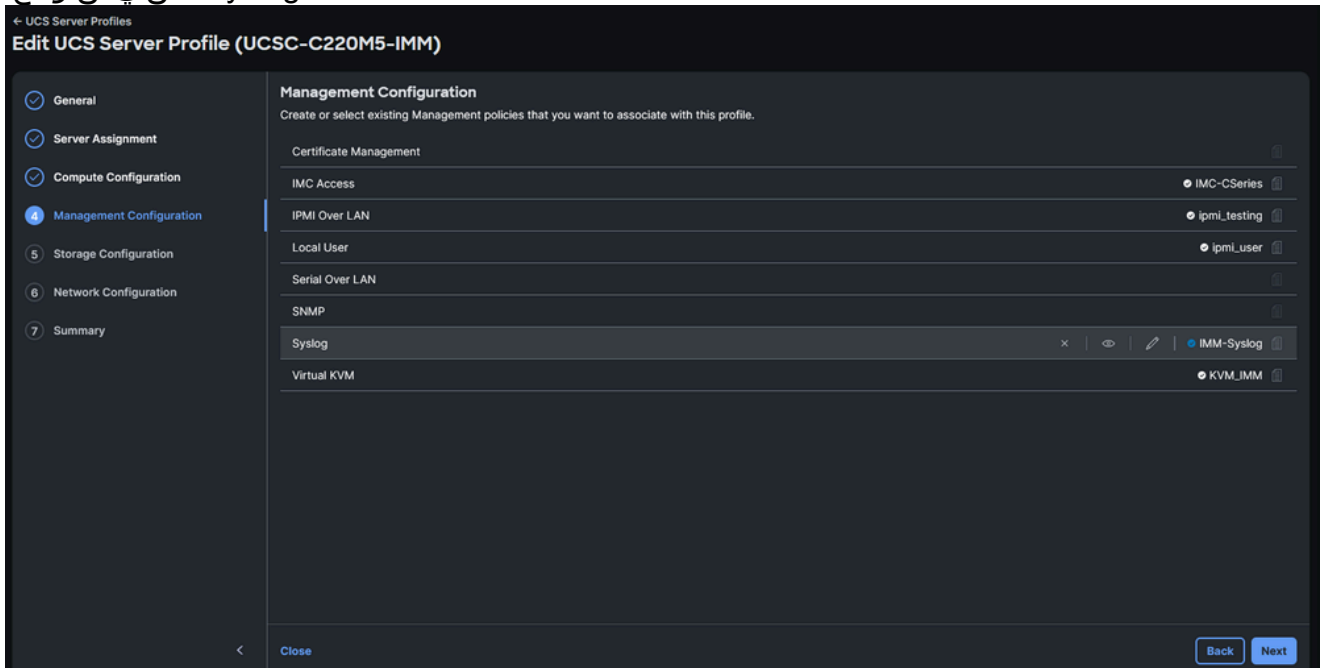 ← UCS Server Profiles
Edit UCS Server Profile (UCSC-C220M5-IMM)
General
Server Assignment
Compute Configuration
4 Management Configuration
5 Storage Configuration
6 Network Configuration
7 Summary
Management Configuration
Create or select existing Management policies that you want to associate with this profile.
Certificate Management
IMC Access IMC-CSeries
IPMI Over LAN ipmi_testing
Local User ipmi_user
Serial Over LAN
SNMP
Syslog × | | | IMM-Syslog
Virtual KVM KVM_IMM
< Close Back Next